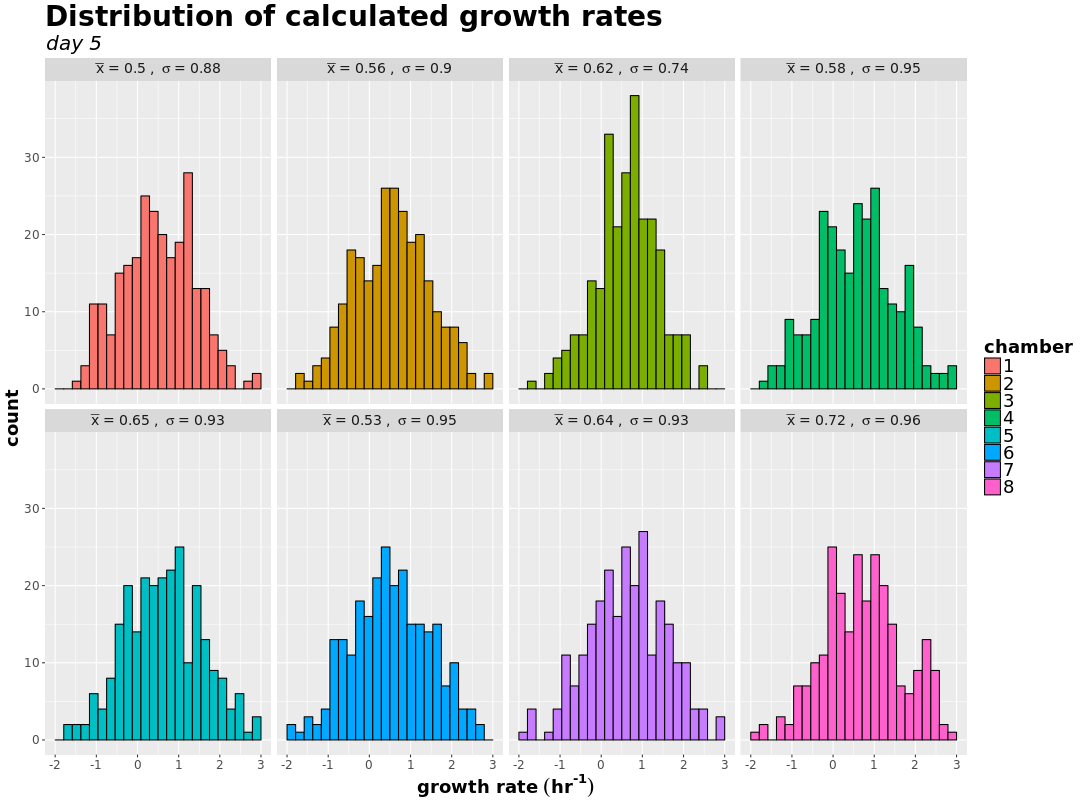 Distribution of calculated growth rates
day 5
x̅ = 0.5 , σ = 0.88
x̅ = 0.56 , σ = 0.9
x̅ = 0.62 , σ = 0.74
x̅ = 0.58 , σ = 0.95
30
20
10
0
x̅ = 0.65 , σ = 0.93
x̅ = 0.53 , σ = 0.95
x̅ = 0.64 , σ = 0.93
x̅ = 0.72 , σ = 0.96
30
20
10
0
-2 -1 0 1 2 3
-2 -1 0 1 2 3
-2 -1 0 1 2 3
-2 -1 0 1 2 3
count
growth rate (hr⁻¹)
chamber
1
2
3
4
5
6
7
8